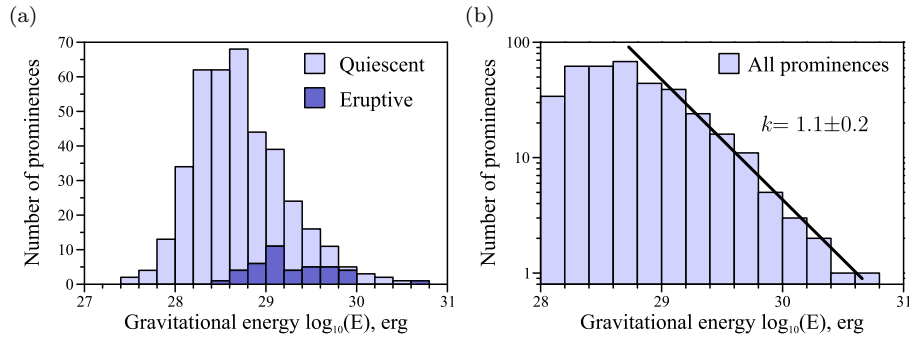 (a)
(b)
70
60
50
40
30
20
10
0
Number of prominences
Quiescent
Eruptive
27
28
29
30
31
Gravitational energy log₁₀(E), erg
100
10
1
Number of prominences
All prominences
k= 1.1±0.2
28
29
30
31
Gravitational energy log₁₀(E), erg